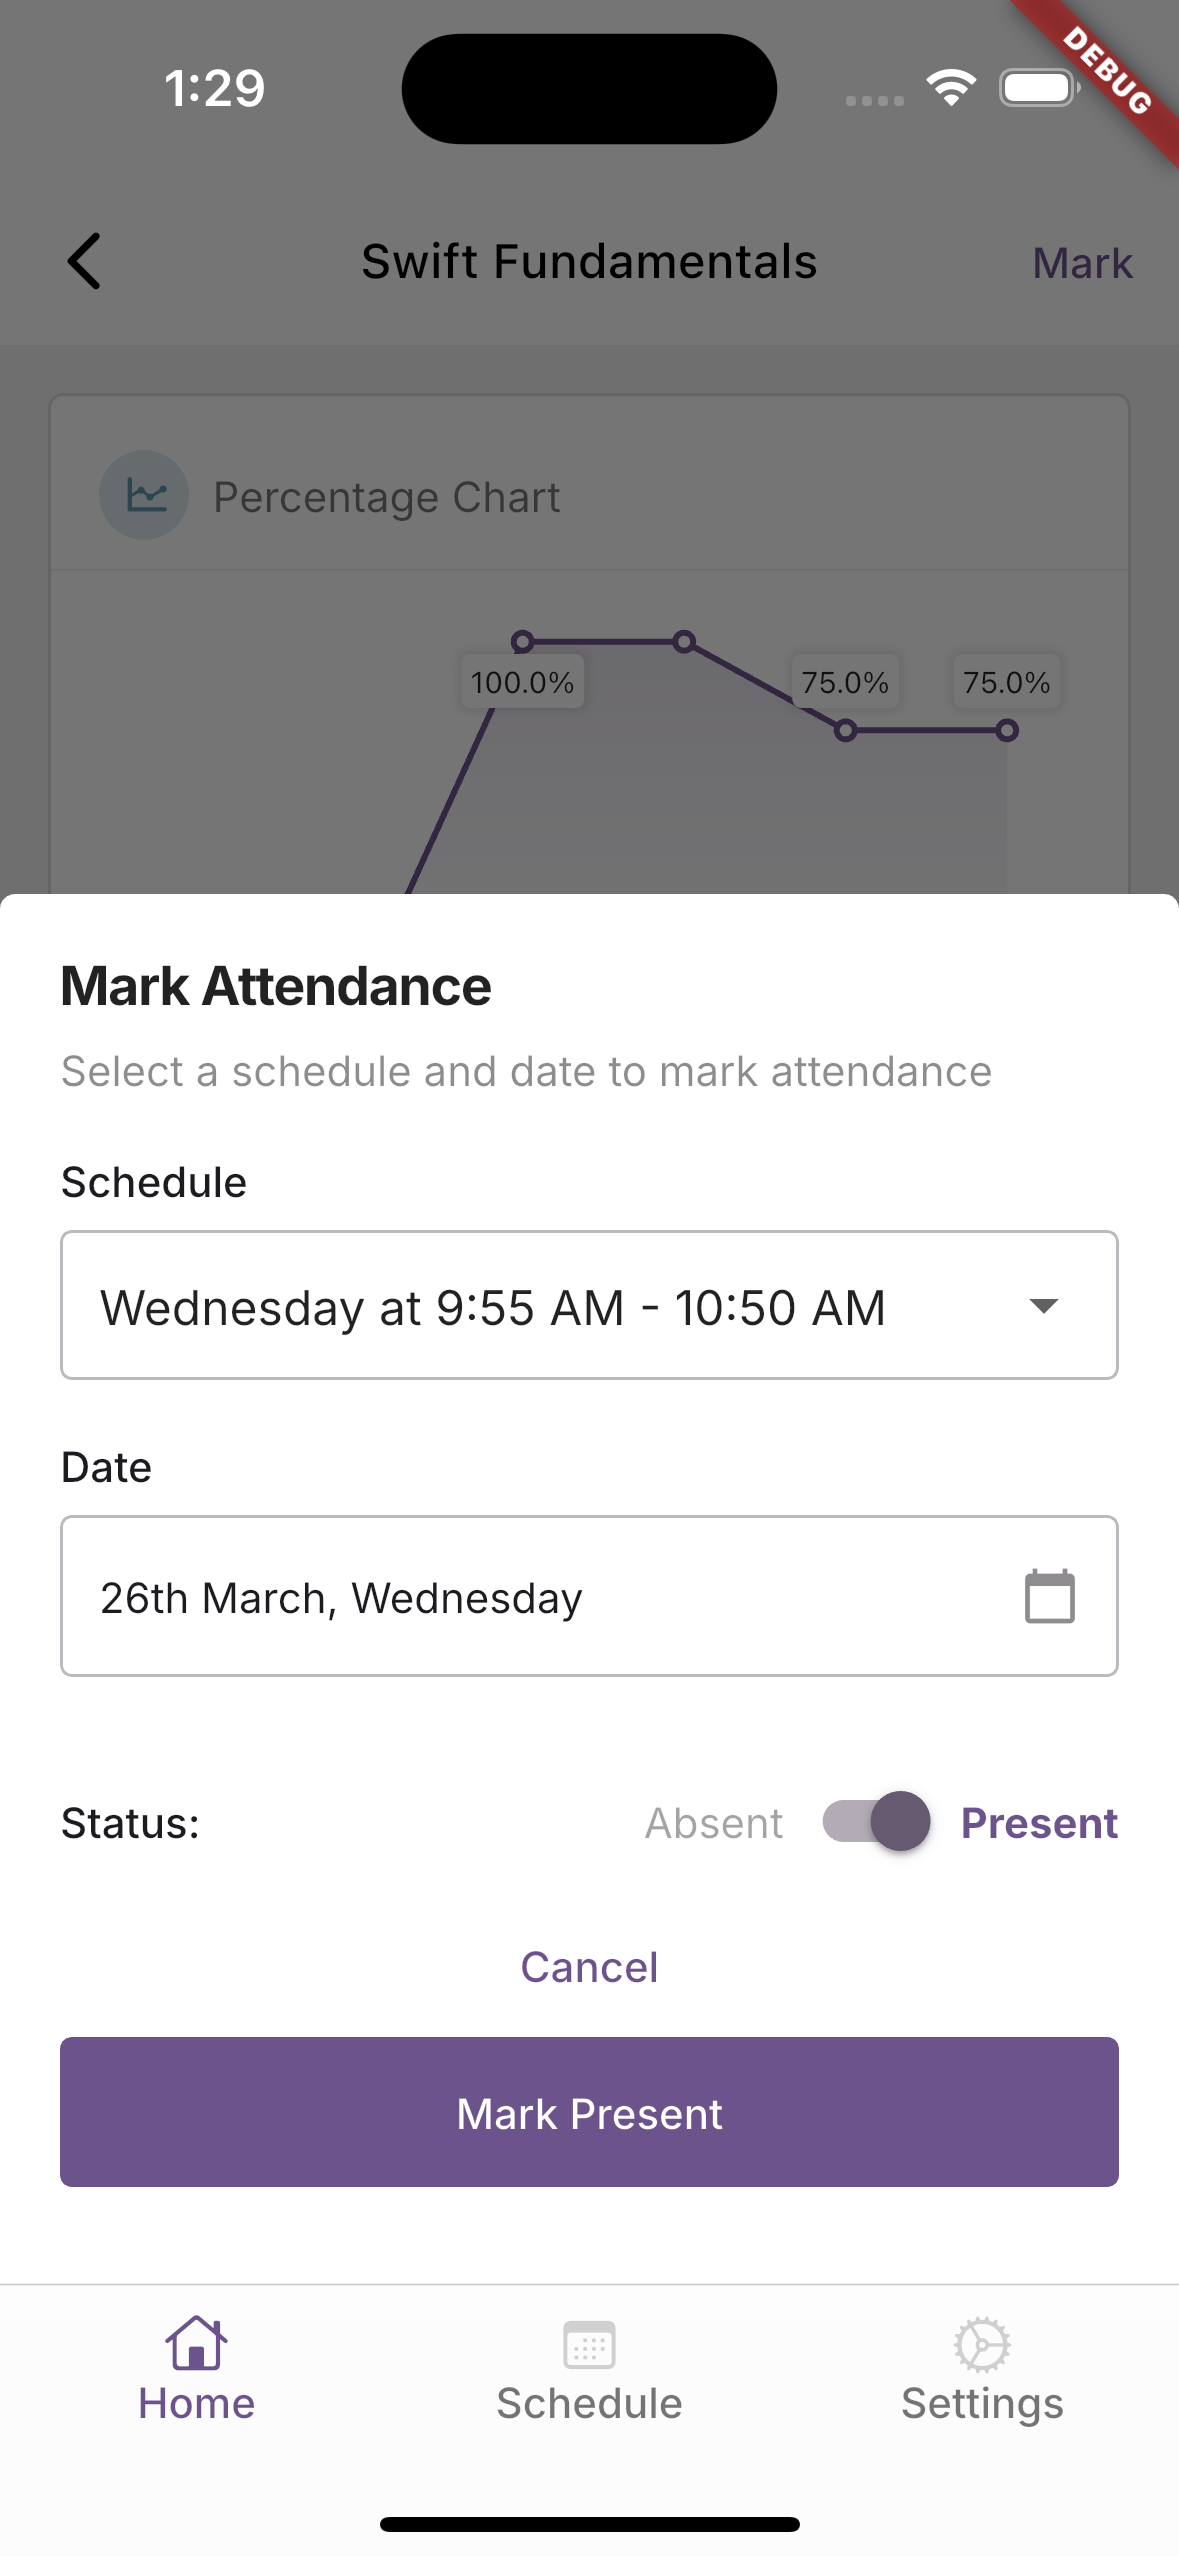 1:29
DEBUG
Swift Fundamentals
Mark
Percentage Chart
100.0%
75.0%
75.0%
Mark Attendance
Select a schedule and date to mark attendance
Schedule
Wednesday at 9:55 AM - 10:50 AM
Date
26th March, Wednesday
Status:
Absent
Present
Cancel
Mark Present
Home
Schedule
Settings